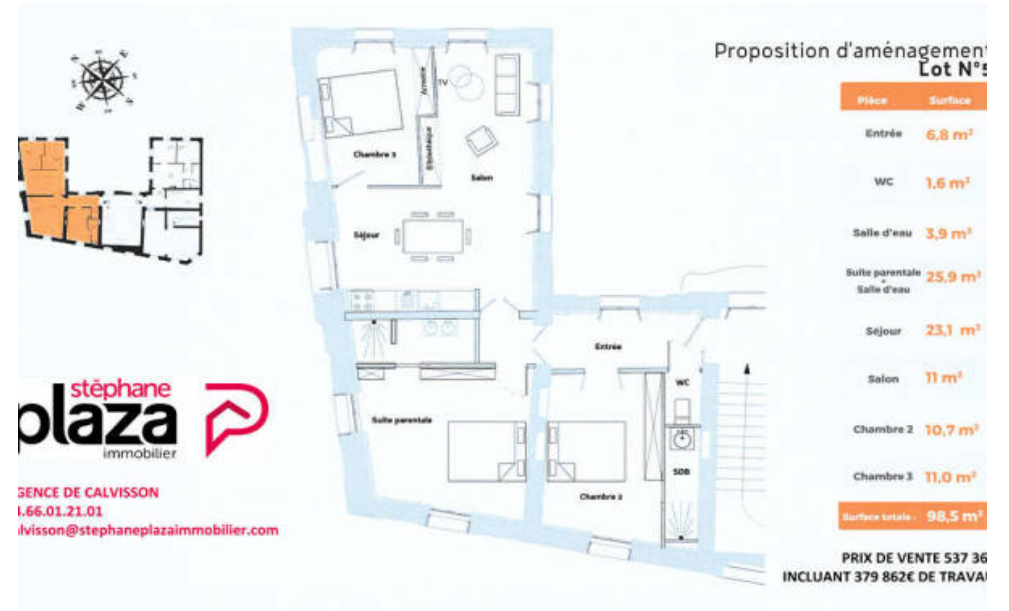 Proposition d'aménagement
Lot N°5
Pièce Surface
Entrée 6,8 m²
WC 1,6 m²
Salle d'eau 3,9 m²
Suite parentale
+
Salle d'eau
25,9 m²
Séjour 23,1 m²
Salon 11 m²
Chambre 2 10,7 m²
Chambre 3 11,0 m²
Surface totale : 98,5 m²
PRIX DE VENTE 537 36
INCLUANT 379 862€ DE TRAVAU
N
E
S
W
Armoire
TV
Bibliothèque
Chambre 3
Salon
Séjour
Entrée
WC
Suite parentale
SDB
Chambre 2
stéphane
plaza
immobilier
GENCE DE CALVISSON
4.66.01.21.01
alvisson@stephaneplazaimmobilier.com